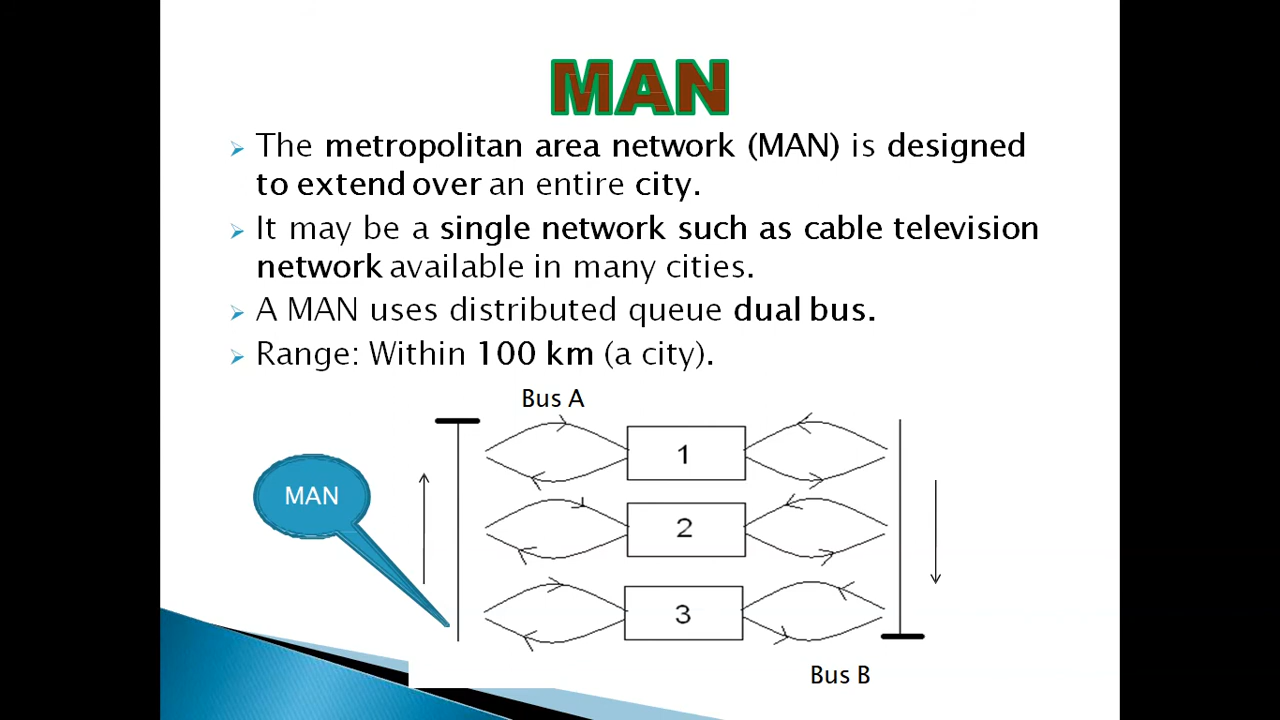 MAN
The metropolitan area network (MAN) is designed
to extend over an entire city.
It may be a single network such as cable television
network available in many cities.
A MAN uses distributed queue dual bus.
Range: Within 100 km (a city).
Bus A
1
MAN
2
3
Bus B